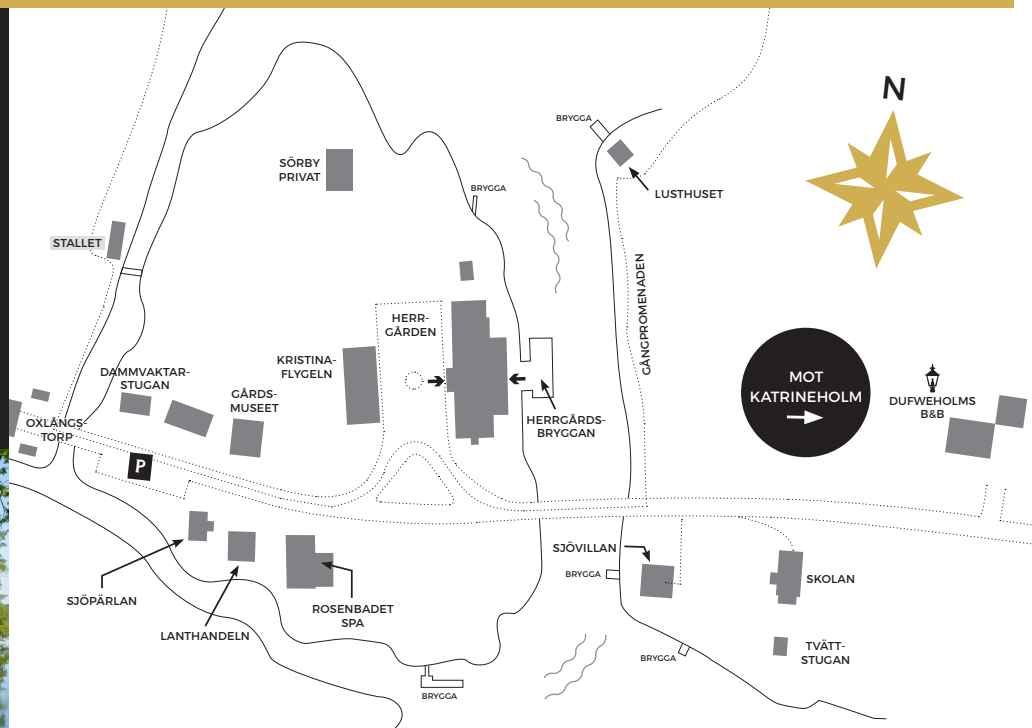 N
BRYGGA
SÖRBY
PRIVAT
BRYGGA
LUSTHUSET
STALLET
GÅNGPROMENADEN
HERR-
GÅRDEN
KRISTINA-
FLYGELN
DAMMVAKTAR-
STUGAN
GÅRDS-
MUSEET
MOT
KATRINEHOLM
DUFWEHOLMS
B&B
OXLÅNGS-
TORP
HERRGÅRDS-
BRYGGAN
P
SJÖVILLAN
BRYGGA
SKOLAN
SJÖPÄRLAN
ROSENBADET
SPA
LANTHANDELN
TVÄTT-
STUGAN
BRYGGA
BRYGGA